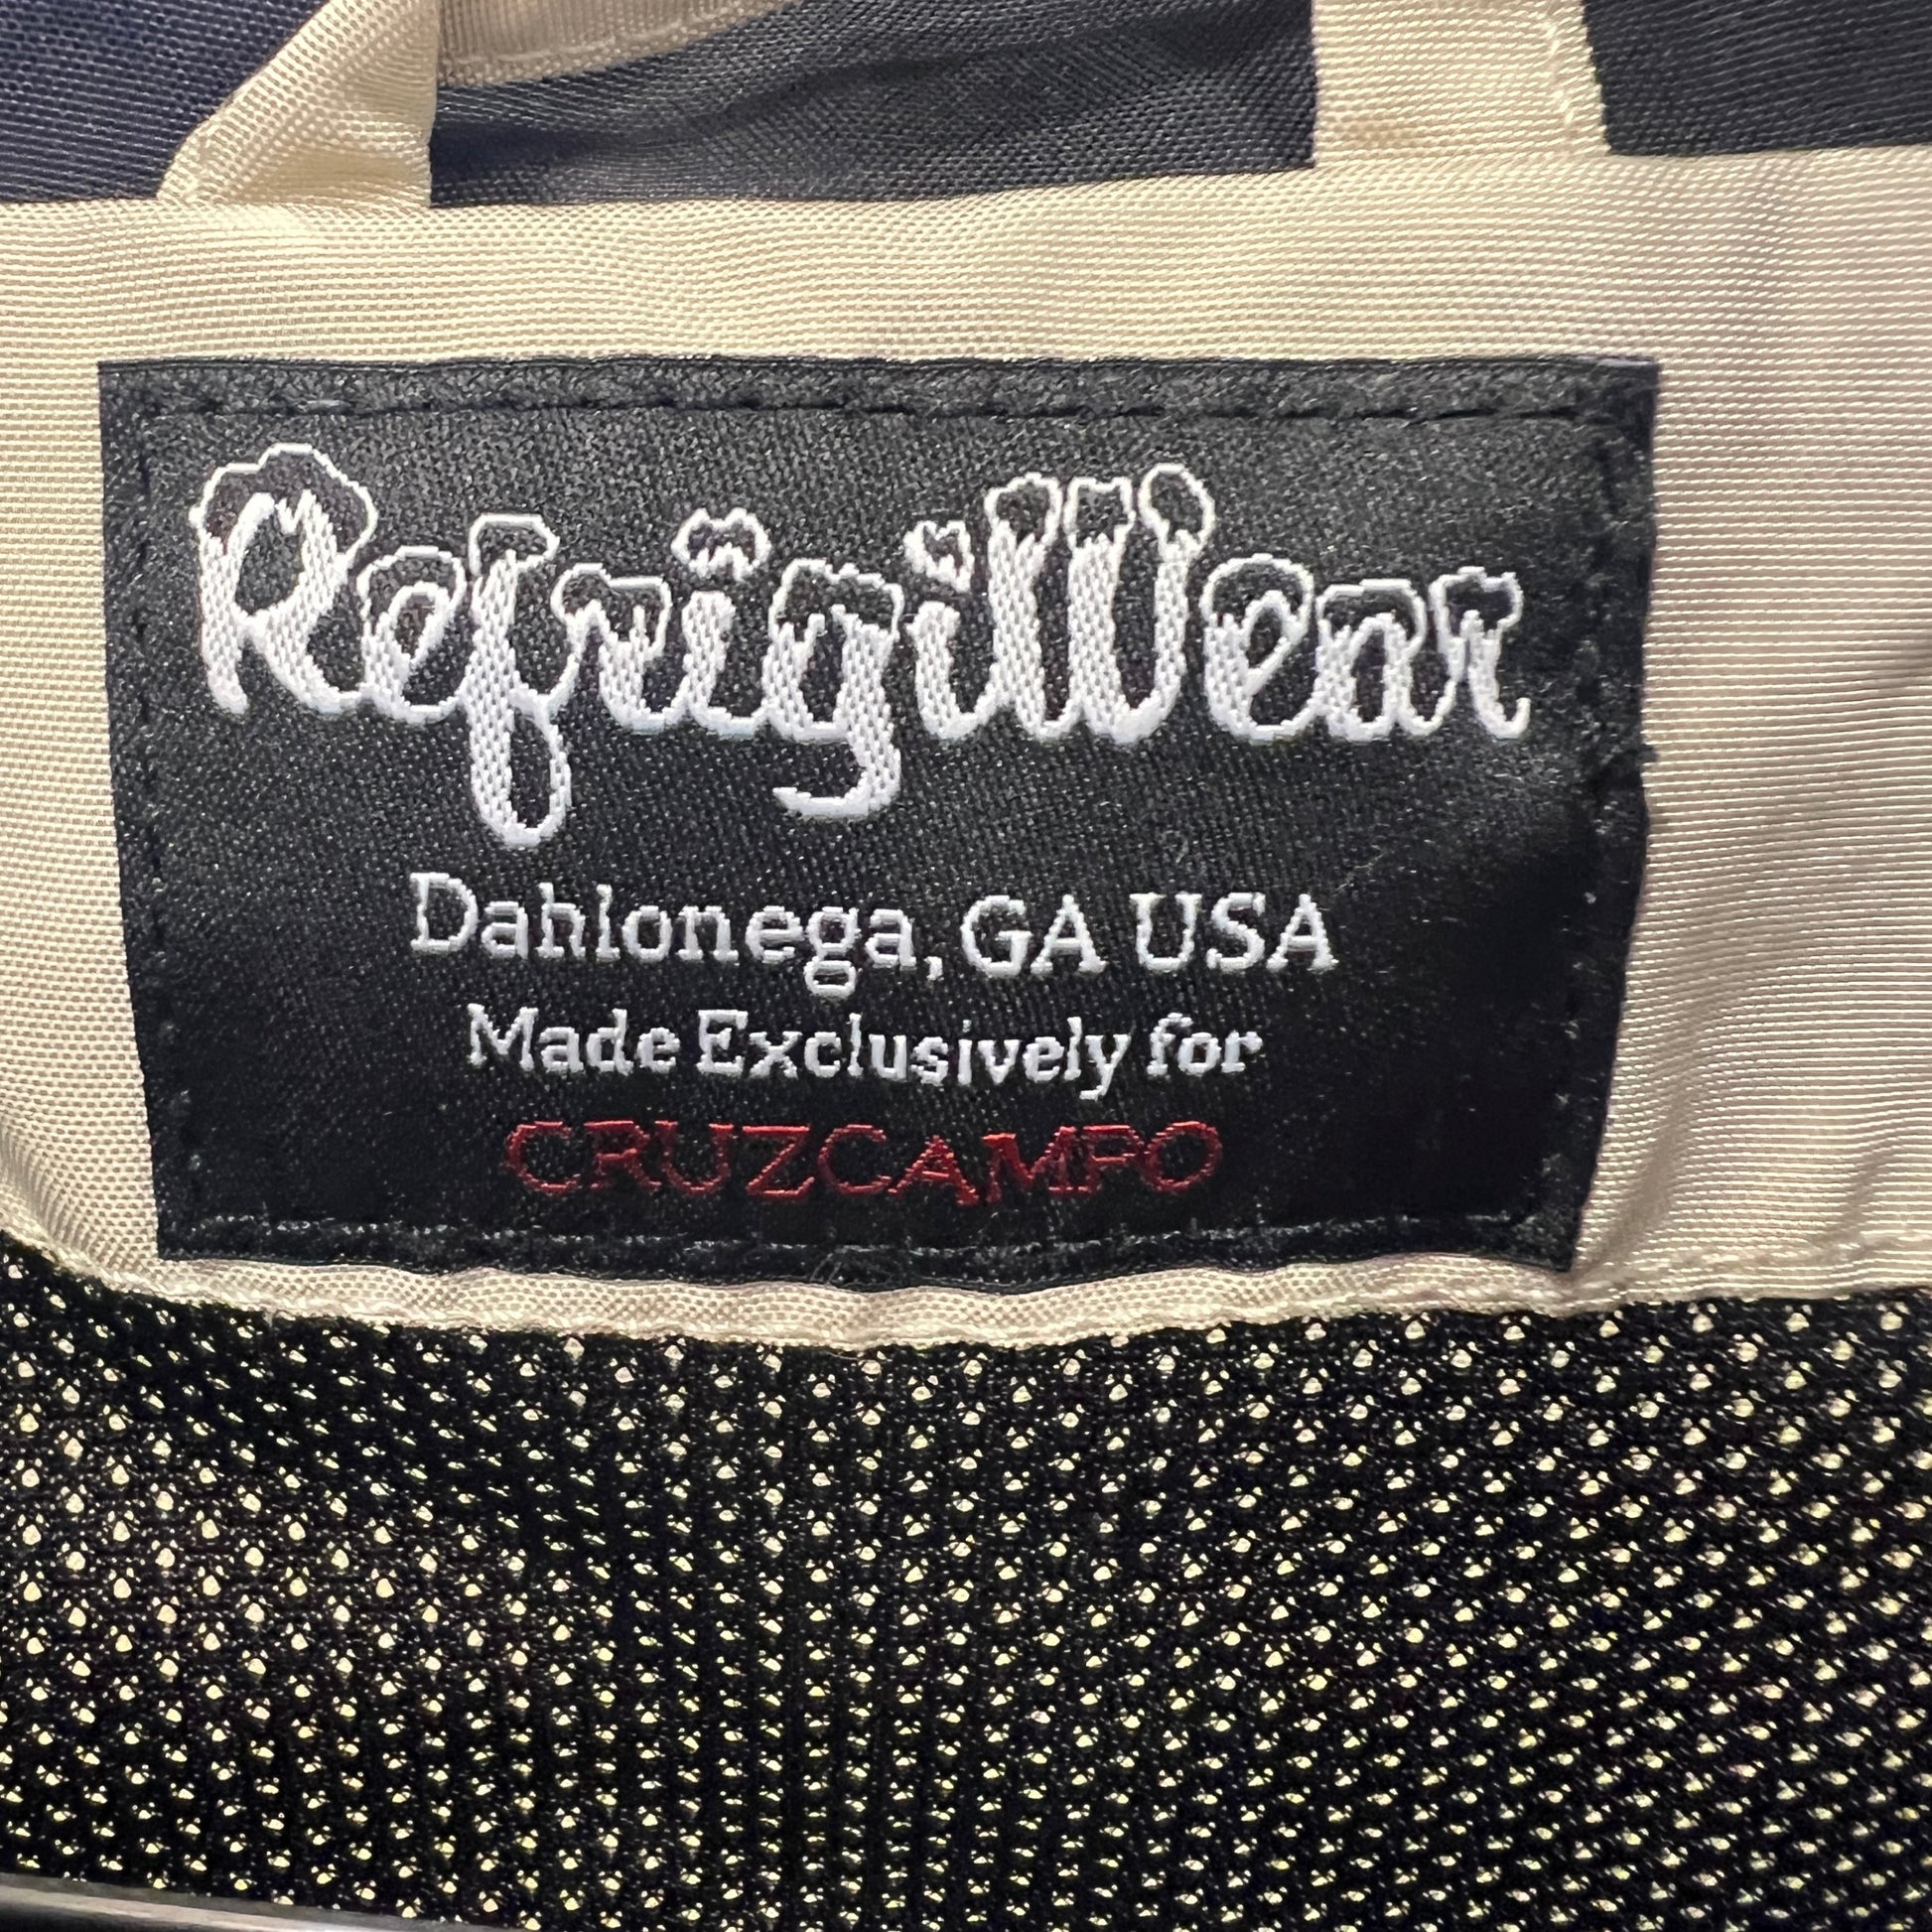 RefrigiWear
Dahlonega, GA USA
Made Exclusively for
CRUZCAMPO